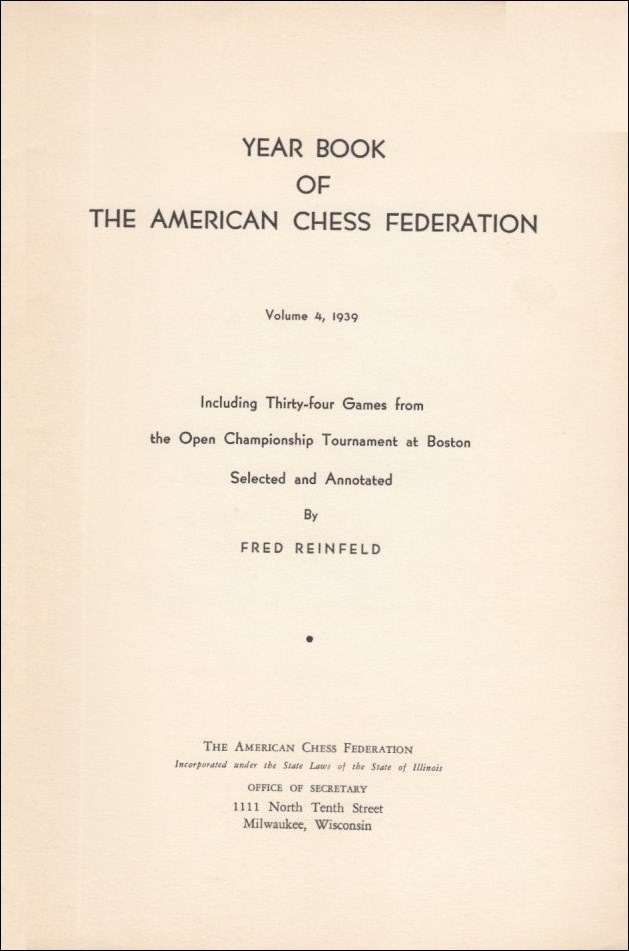 YEAR BOOK
OF
THE AMERICAN CHESS FEDERATION
Volume 4, 1939
Including Thirty-four Games from
the Open Championship Tournament at Boston
Selected and Annotated
By
FRED REINFELD
•
THE AMERICAN CHESS FEDERATION
Incorporated under the State Laws of the State of Illinois
OFFICE OF SECRETARY
1111 North Tenth Street
Milwaukee, Wisconsin